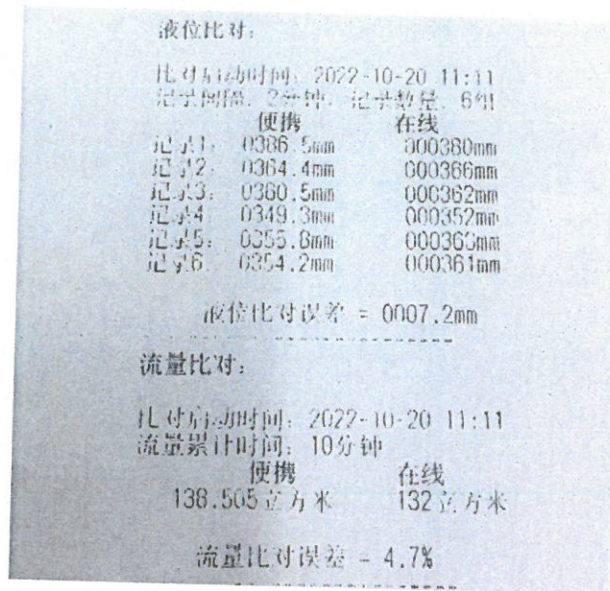 液位比对：
比对启动时间：2022-10-20 11:11
记录间隔：2分钟，记录数量：6组
便携 在线
记录1： 0386.5mm 000380mm
记录2： 0364.4mm 000366mm
记录3： 0360.5mm 000362mm
记录4： 0349.3mm 000352mm
记录5： 0355.8mm 000363mm
记录6： 0354.2mm 000361mm
液位比对误差 = 0007.2mm
流量比对：
比对启动时间：2022-10-20 11:11
流量累计时间：10分钟
便携 在线
138.505立方米 132立方米
流量比对误差 = 4.7%